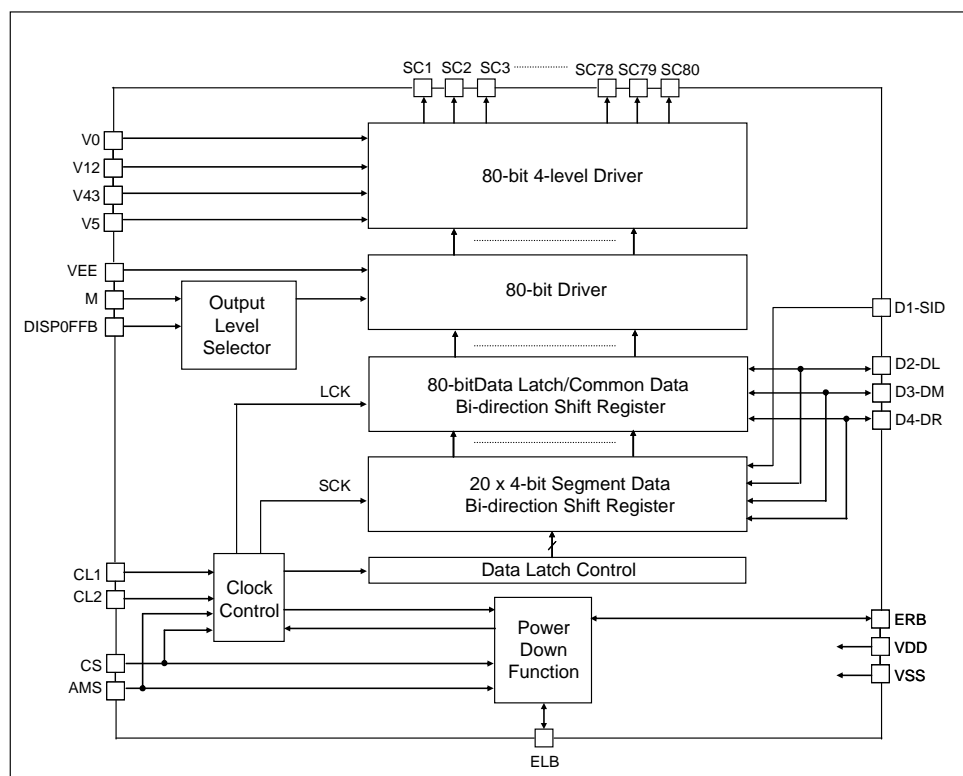 SC1 SC2 SC3 SC78 SC79 SC80
V0
V12
V43
V5
80-bit 4-level Driver
VEE
M
DISP0FFB
Output
Level
Selector
80-bit Driver
D1-SID
D2-DL
D3-DM
D4-DR
LCK
80-bitData Latch/Common Data
Bi-direction Shift Register
SCK
20 x 4-bit Segment Data
Bi-direction Shift Register
CL1
CL2
Clock
Control
Data Latch Control
CS
AMS
Power
Down
Function
ERB
VDD
VSS
ELB